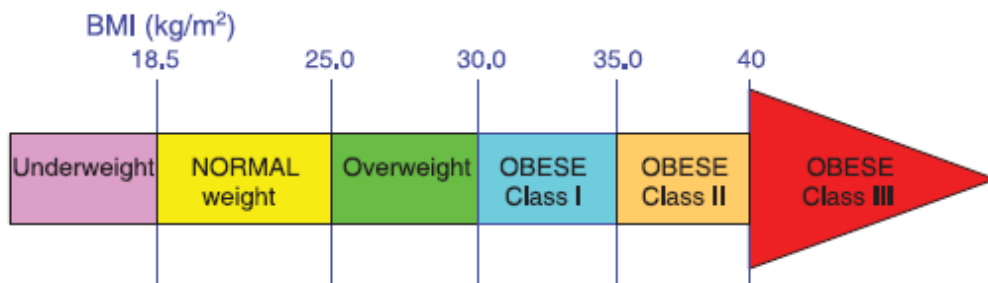 BMI (kg/m²)
18.5 25.0 30.0 35.0 40
Underweight NORMAL weight Overweight OBESE Class I OBESE Class II OBESE Class III